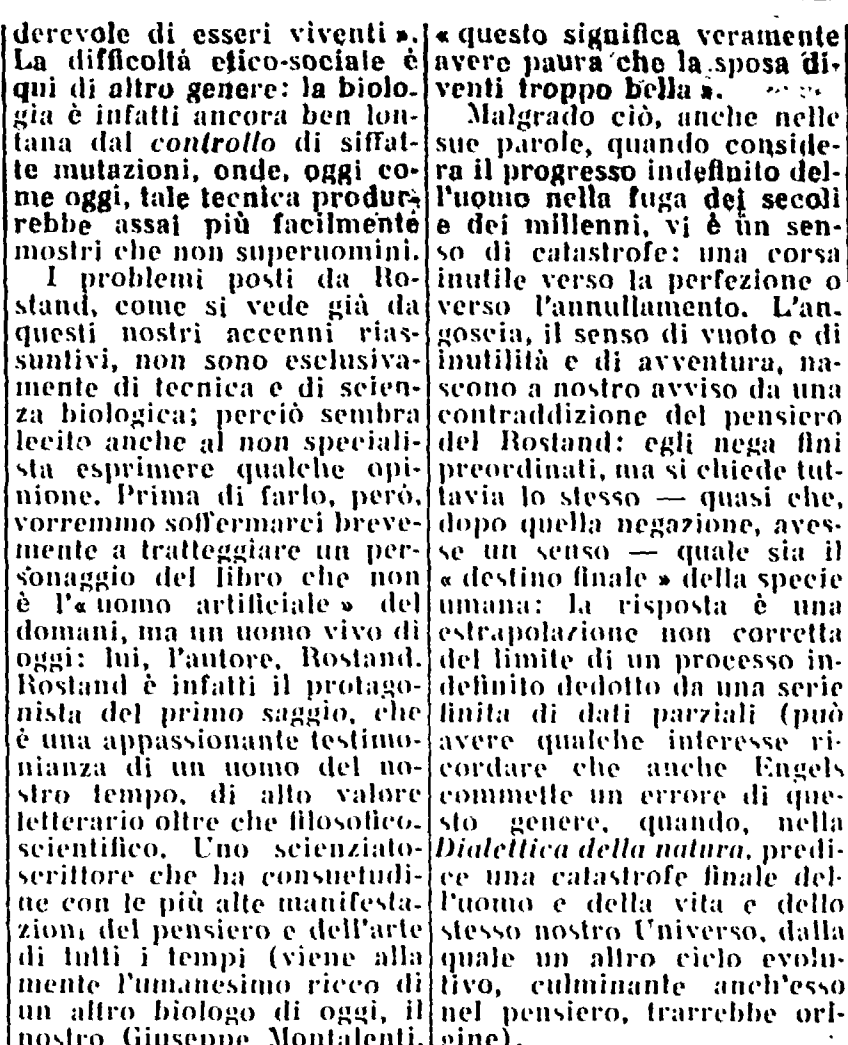 derevole di esseri viventi ».
La difficoltà etico-sociale è
qui di altro genere: la biolo-
gia è infatti ancora ben lon-
tana dal controllo di siffat-
te mutazioni, onde, oggi co-
me oggi, tale tecnica produr-
rebbe assai più facilmente
mostri che non superuomini.
I problemi posti da Ro-
stand, come si vede già da
questi nostri accenni rias-
suntivi, non sono esclusiva-
mente di tecnica e di scien-
za biologica; perciò sembra
lecito anche al non speciali-
sta esprimere qualche opi-
nione. Prima di farlo, però,
vorremmo soffermarci breve-
mente a tratteggiare un per-
sonaggio del libro che non
è l'« uomo artificiale » del
domani, ma un uomo vivo di
oggi: lui, l'autore, Rostand.
Rostand è infatti il protago-
nista del primo saggio, che
è una appassionante testimo-
nianza di un uomo del no-
stro tempo, di alto valore
letterario oltre che filosofico-
scientifico. Uno scienziato-
scrittore che ha consuetudi-
ne con le più alte manifesta-
zioni del pensiero e dell'arte
di tutti i tempi (viene alla
mente l'umanesimo ricco di
un altro biologo di oggi, il
nostro Giuseppe Montalenti.
« questo significa veramente
avere paura che la sposa di-
venti troppo bella ».
Malgrado ciò, anche nelle
sue parole, quando conside-
ra il progresso indefinito del-
l'uomo nella fuga dei secoli
e dei millenni, vi è un sen-
so di catastrofe: una corsa
inutile verso la perfezione o
verso l'annullamento. L'an-
goscia, il senso di vuoto e di
inutilità e di avventura, na-
scono a nostro avviso da una
contraddizione del pensiero
del Rostand: egli nega fini
preordinati, ma si chiede tut-
tavia lo stesso — quasi che,
dopo quella negazione, aves-
se un senso — quale sia il
« destino finale » della specie
umana: la risposta è una
estrapolazione non corretta
del limite di un processo in-
definito dedotto da una serie
finita di dati parziali (può
avere qualche interesse ri-
cordare che anche Engels
commette un errore di que-
sto genere, quando, nella
Dialettica della natura, predi-
ce una catastrofe finale del-
l'uomo e della vita e dello
stesso nostro Universo, dalla
quale un altro ciclo evolu-
tivo, culminante anch'esso
nel pensiero, trarrebbe ori-
gine).